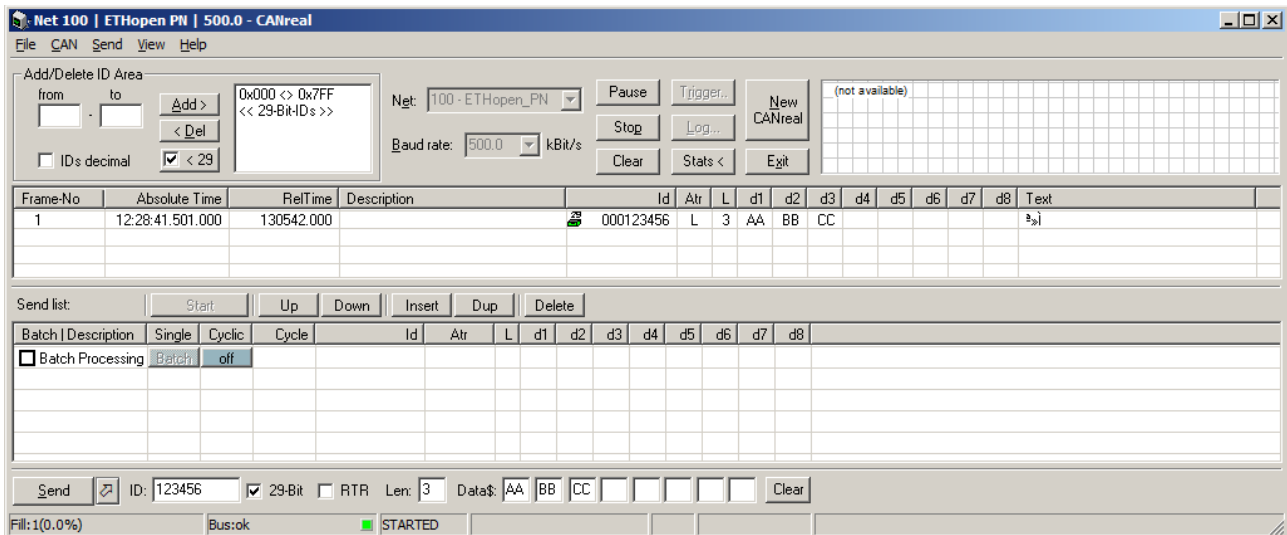 Net 100 | ETHopen PN | 500.0 - CANreal
File CAN Send View Help
Add/Delete ID Area
from to
-
Add >
< Del
IDs decimal
< 29
0x000 <> 0x7FF
<< 29-Bit-IDs >>
Net: 100 - ETHopen_PN
Baud rate: 500.0 kBit/s
Pause Trigger..
Stop Log...
Clear Stats <
New CANreal
Exit
(not available)
Frame-No Absolute Time RelTime Description Id Atr L d1 d2 d3 d4 d5 d6 d7 d8 Text
1 12:28:41.501.000 130542.000 29 000123456 L 3 AA BB CC ª»Ì
Send list: Start Up Down Insert Dup Delete
Batch | Description Single Cyclic Cycle Id Atr L d1 d2 d3 d4 d5 d6 d7 d8
Batch Processing Batch off
Send ID: 123456 29-Bit RTR Len: 3 Data$: AA BB CC Clear
Fill:1(0.0%) Bus:ok STARTED